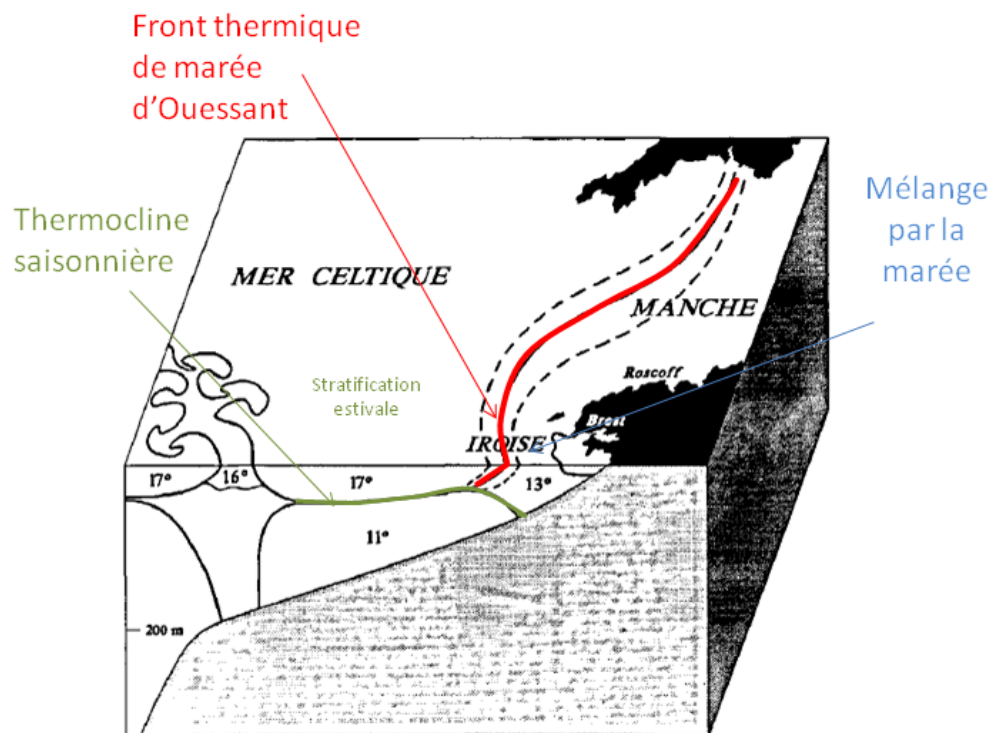 Front thermique
de marée
d'Ouessant
Mélange
par la
marée
Thermocline
saisonnière
MER CELTIQUE
MANCHE
Stratification
estivale
Roscoff
Brest
IROISE
17°
16°
17°
13°
11°
200 m